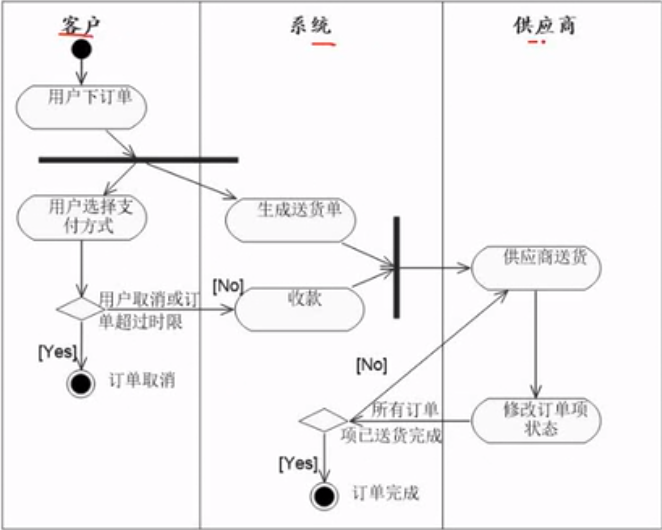 客户
系统
供应商
用户下订单
用户选择支
付方式
生成送货单
供应商送货
用户取消或订
单超过时限
[No]
收款
[Yes]
订单取消
[No]
所有订单
项已送货完成
修改订单项
状态
[Yes]
订单完成